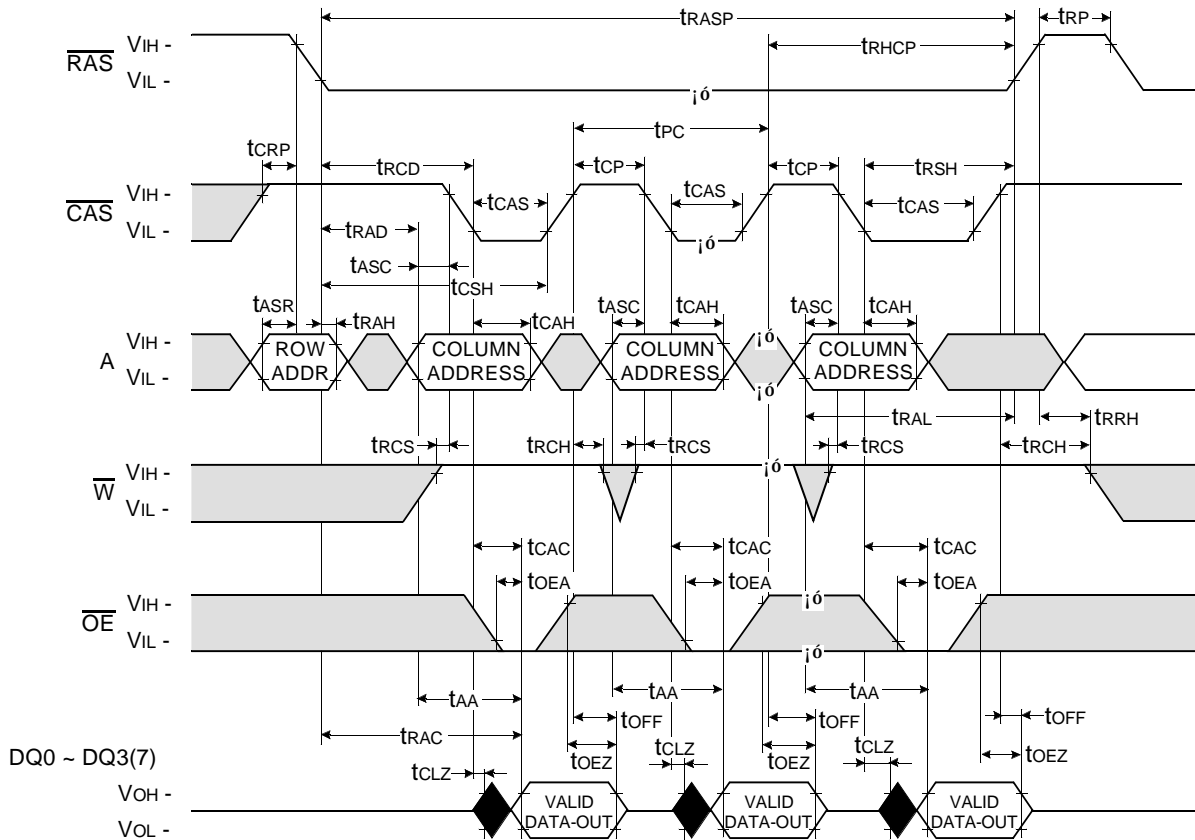 tRASP tRP
RAS VIH -
VIL -
tRHCP
¡ó
tPC
tCRP tRCD tCP tCP tRSH
CAS VIH -
VIL -
tCAS tCAS tCAS
¡ó
tRAD
tASC
tCSH
tASR tRAH tCAH tASC tCAH tASC tCAH
A VIH -
VIL -
ROW
ADDR
COLUMN
ADDRESS
COLUMN
ADDRESS
¡ó
¡ó
COLUMN
ADDRESS
tRAL tRRH
tRCS tRCH tRCS tRCS tRCH
W VIH -
VIL -
¡ó
tCAC tCAC tCAC
tOEA tOEA tOEA
OE VIH -
VIL -
¡ó
¡ó
tAA tAA tAA
tOFF tOFF tOFF
tRAC
tOEZ tOEZ tOEZ
DQ0 ~ DQ3(7)
tCLZ tCLZ tCLZ
VOH -
VOL -
VALID
DATA-OUT
VALID
DATA-OUT
VALID
DATA-OUT